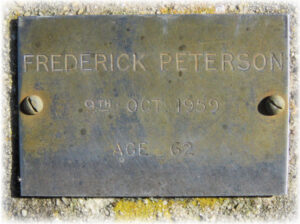 FREDERICK PETERSON
9TH OCT 1959
AGE 62